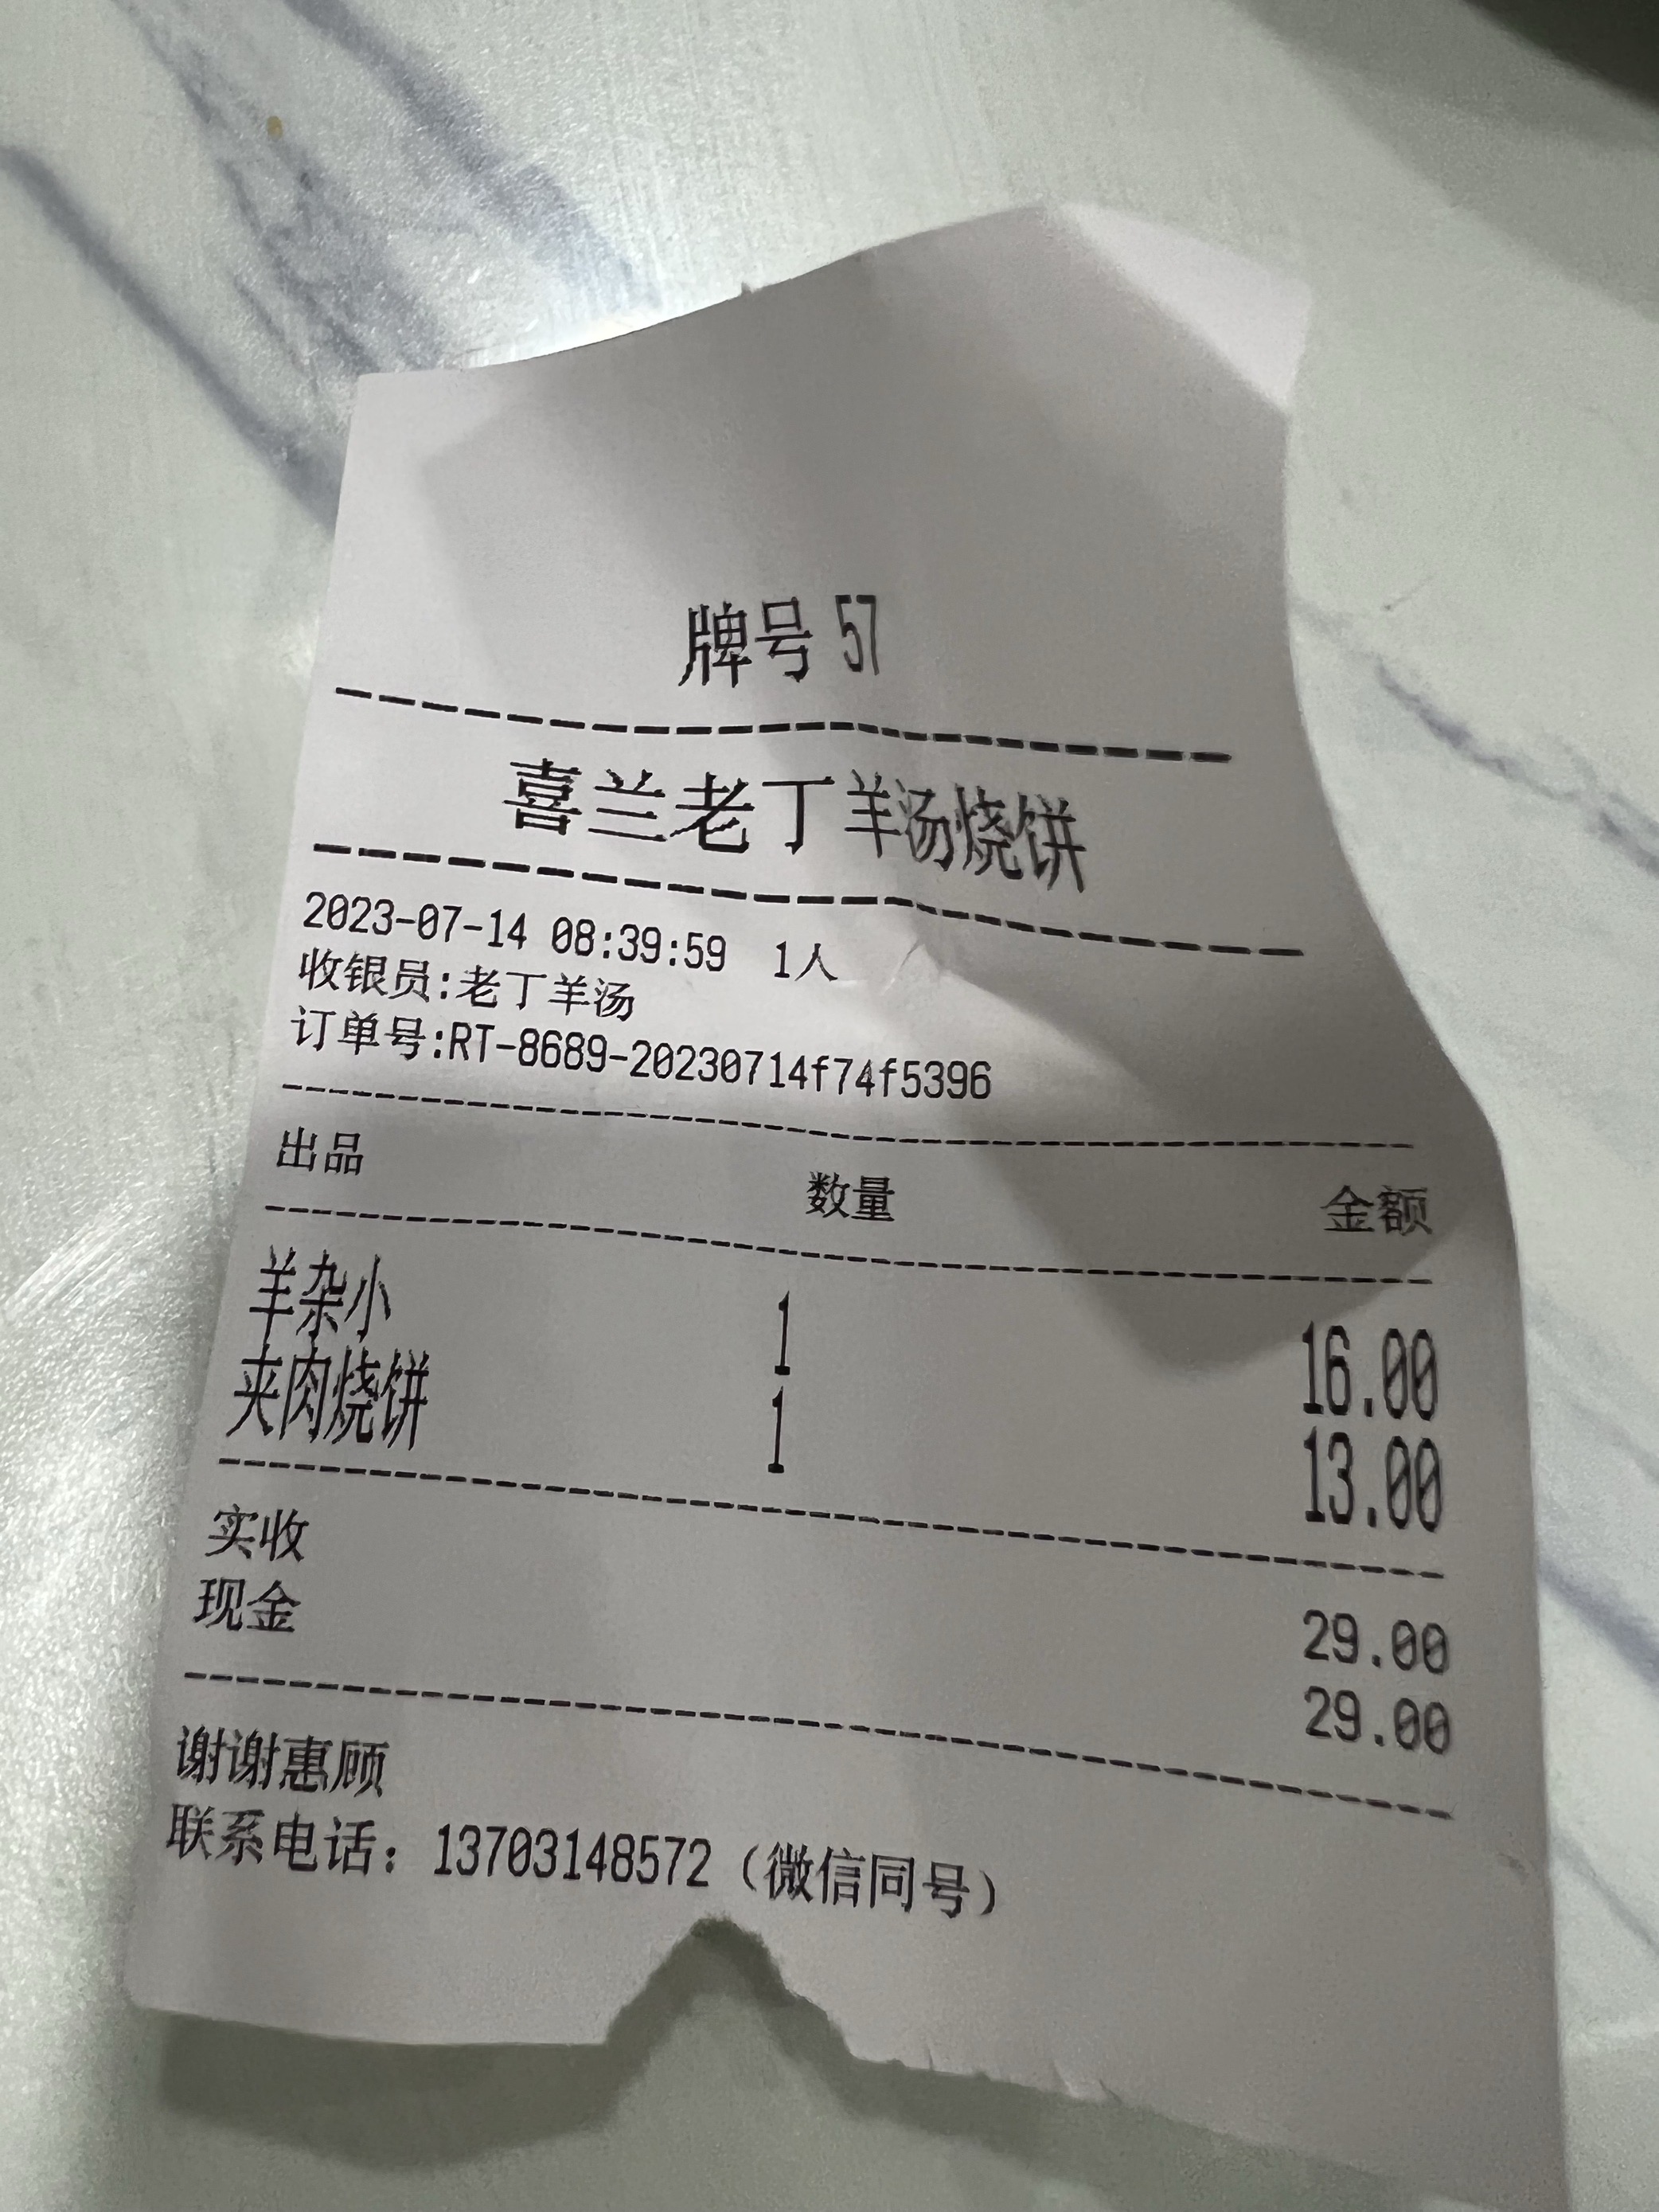 牌号 57
喜兰老丁羊汤烧饼
2023-07-14 08:39:59 1人
收银员:老丁羊汤
订单号:RT-8689-20230714f74f5396
出品 数量 金额
羊杂小 1 16.00
夹肉烧饼 1 13.00
实收 29.00
现金 29.00
谢谢惠顾
联系电话：13703148572（微信同号）